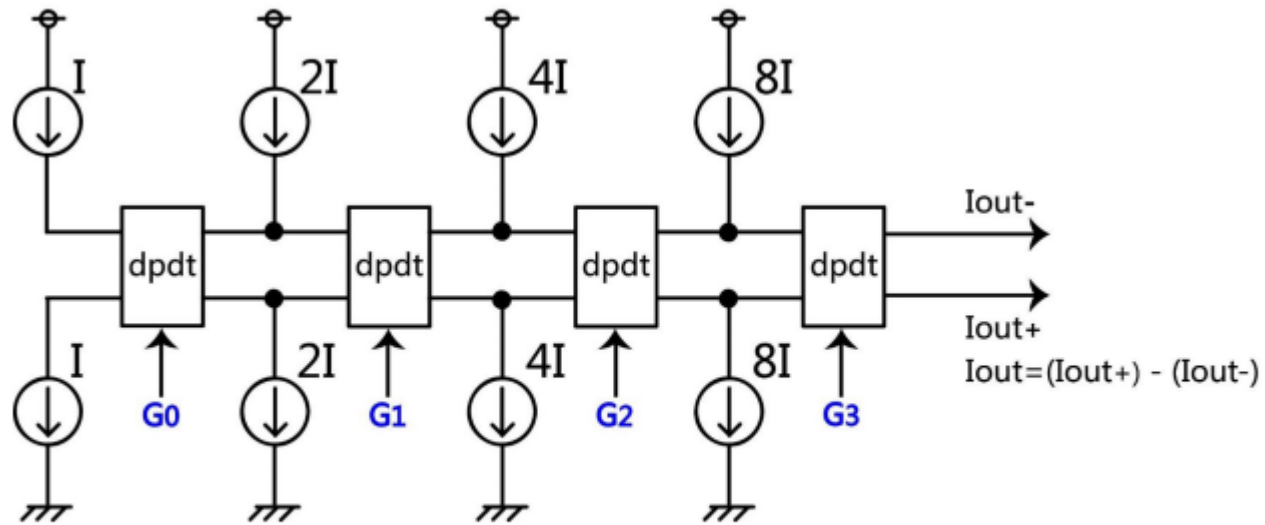 I
2I
4I
8I
dpdt
dpdt
dpdt
dpdt
Iout-
Iout+
Iout=(Iout+) - (Iout-)
I
2I
4I
8I
G0
G1
G2
G3